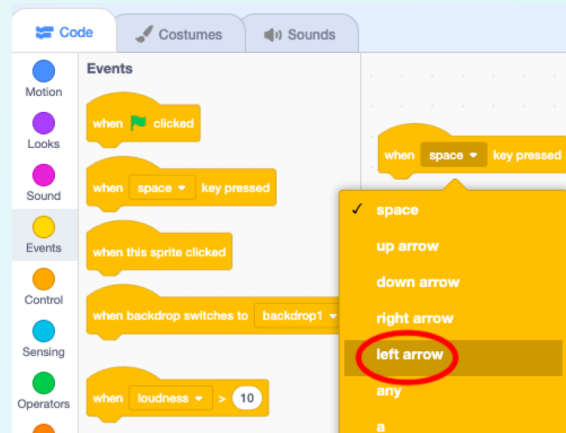 Code
Costumes
Sounds
Motion
Looks
Sound
Events
Control
Sensing
Operators
Events
when clicked
when space key pressed
when this sprite clicked
when backdrop switches to backdrop1
when loudness > 10
when space key pressed
✓ space
up arrow
down arrow
right arrow
left arrow
any
a